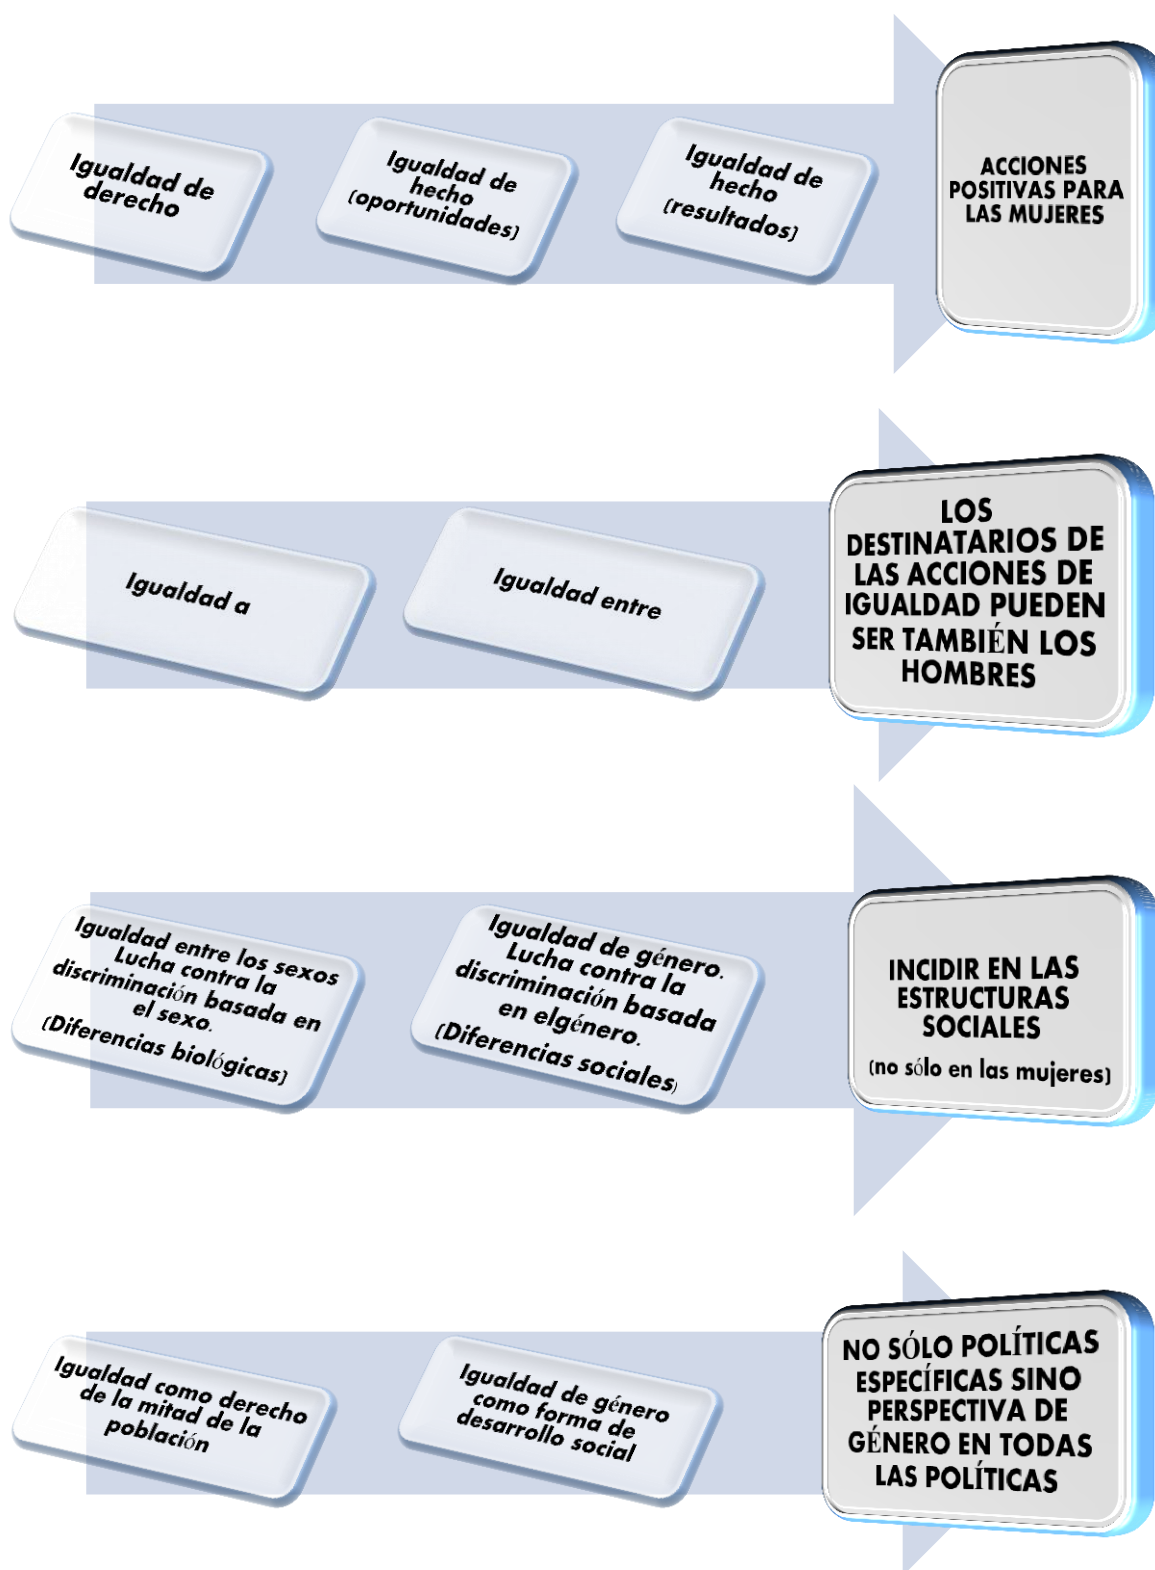 Igualdad de
derecho
Igualdad de
hecho
(oportunidades)
Igualdad de
hecho
(resultados)
ACCIONES
POSITIVAS PARA
LAS MUJERES
Igualdad a
Igualdad entre
LOS
DESTINATARIOS DE
LAS ACCIONES DE
IGUALDAD PUEDEN
SER TAMBIÉN LOS
HOMBRES
Igualdad entre los sexos
Lucha contra la
discriminación basada en
el sexo.
(Diferencias biológicas)
Igualdad de género.
Lucha contra la
discriminación basada
en elgénero.
(Diferencias sociales)
INCIDIR EN LAS
ESTRUCTURAS
SOCIALES
(no sólo en las mujeres)
Igualdad como derecho
de la mitad de la
población
Igualdad de género
como forma de
desarrollo social
NO SÓLO POLÍTICAS
ESPECÍFICAS SINO
PERSPECTIVA DE
GÉNERO EN TODAS
LAS POLÍTICAS